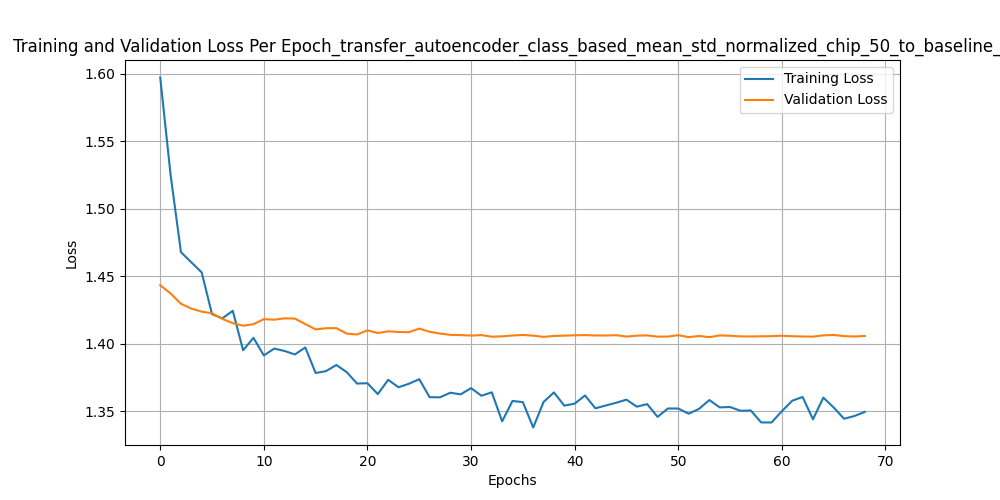 Training and Validation Loss Per Epoch_transfer_autoencoder_class_based_mean_std_normalized_chip_50_to_baseline_
Training Loss
Validation Loss
1.60
1.55
1.50
1.45
1.40
1.35
Loss
0 10 20 30 40 50 60 70
Epochs